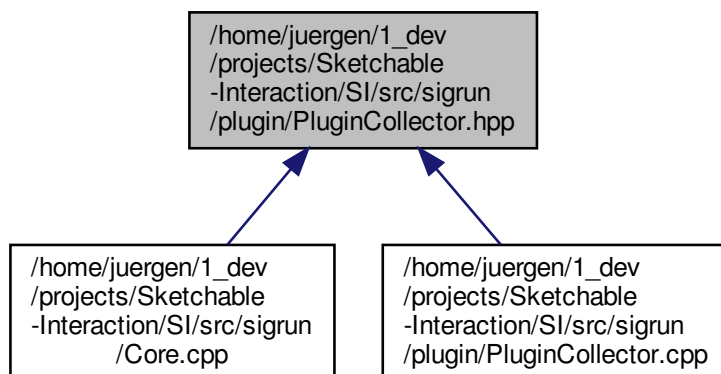 /home/juergen/1_dev
/projects/Sketchable
-Interaction/SI/src/sigrun
/plugin/PluginCollector.hpp
/home/juergen/1_dev
/projects/Sketchable
-Interaction/SI/src/sigrun
/Core.cpp
/home/juergen/1_dev
/projects/Sketchable
-Interaction/SI/src/sigrun
/plugin/PluginCollector.cpp